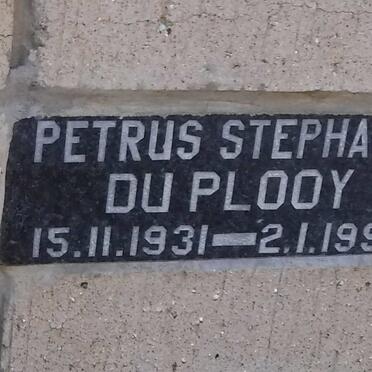 PETRUS STEPHA
DU PLOOY
15.11.1931—2.1.199